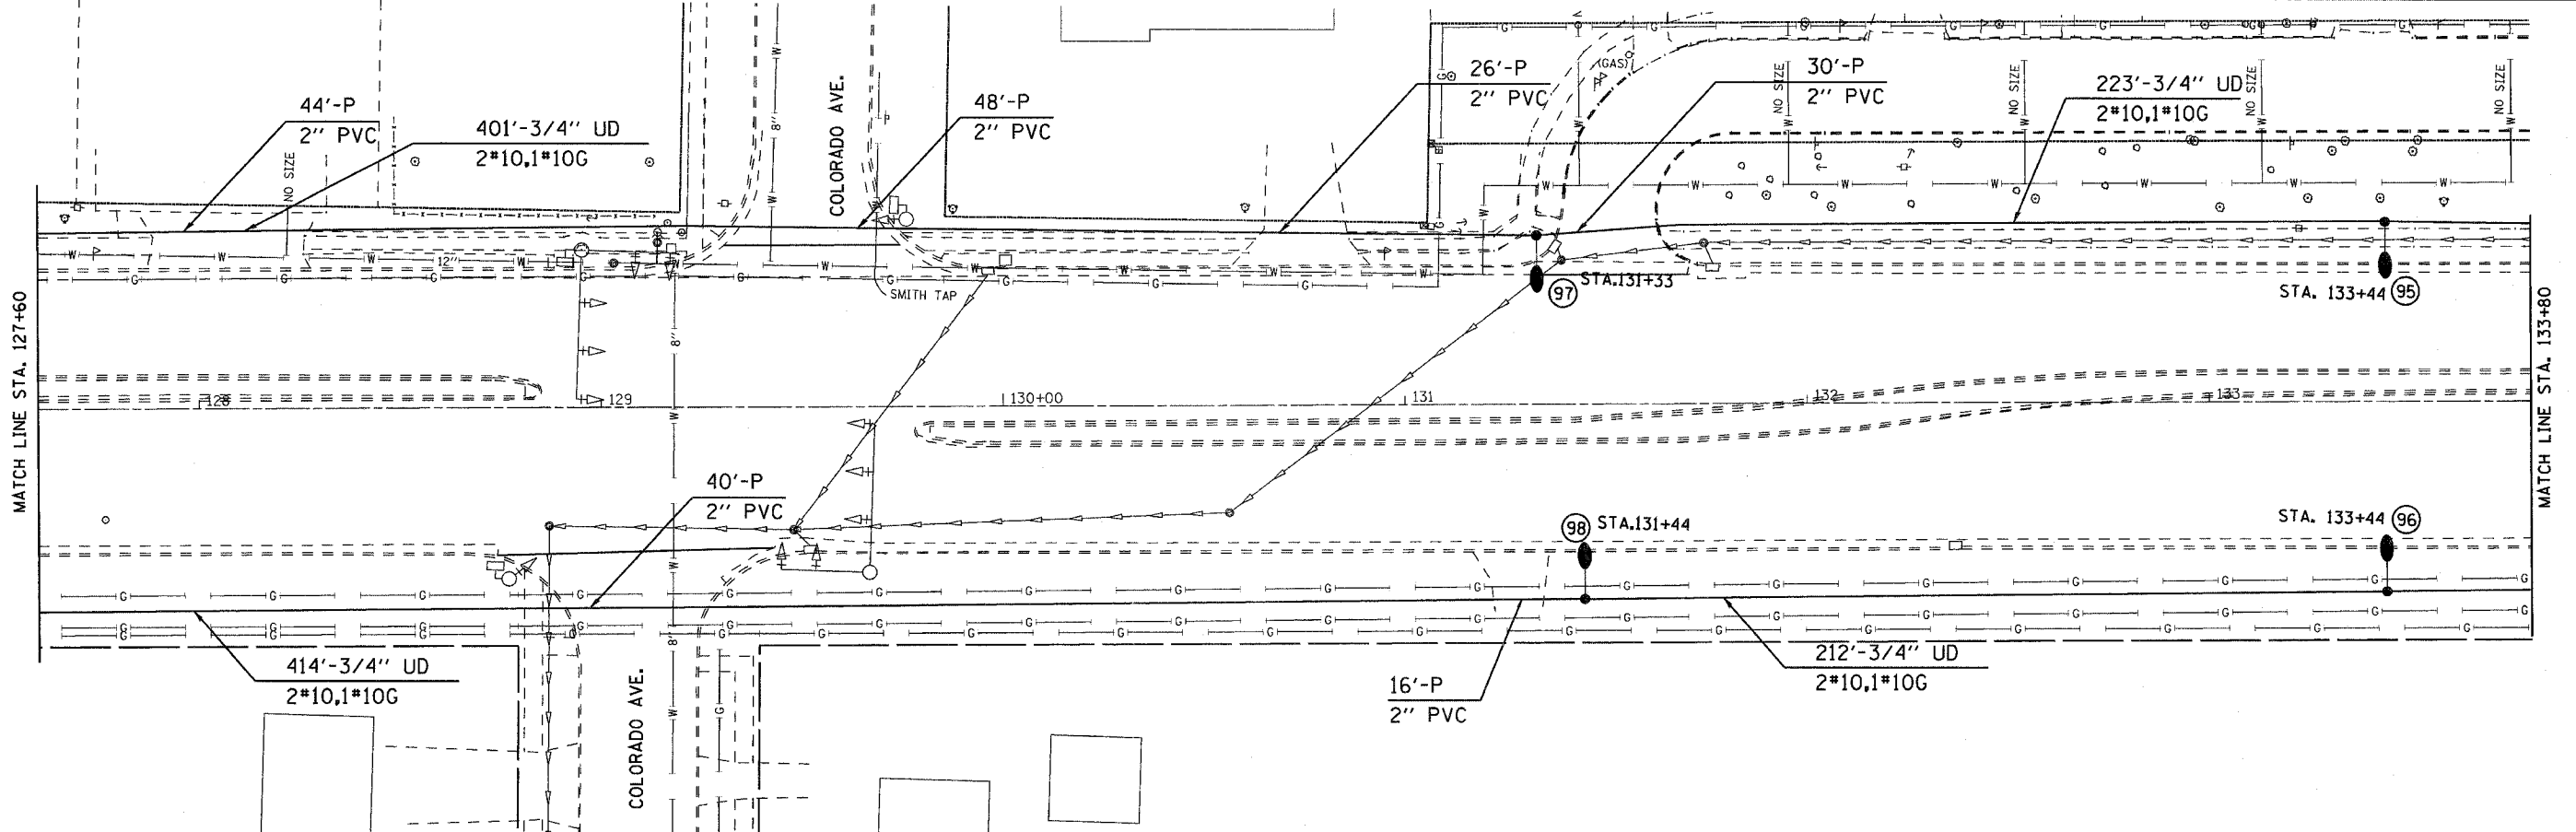 44'-P
2" PVC
401'-3/4" UD
2#10,1#10G
NO SIZE
8"
W
COLORADO AVE.
48'-P
2" PVC
26'-P
2" PVC
(GAS)
30'-P
2" PVC
NO SIZE
NO SIZE
223'-3/4" UD
2#10,1#10G
NO SIZE
NO SIZE
G
12"
SMITH TAP
97
STA.131+33
STA. 133+44
95
MATCH LINE STA. 127+60
MATCH LINE STA. 133+80
8"
128
129
130+00
131
132
133
40'-P
2" PVC
98
STA.131+44
STA. 133+44
96
414'-3/4" UD
2#10,1#10G
8"
COLORADO AVE.
16'-P
2" PVC
212'-3/4" UD
2#10,1#10G